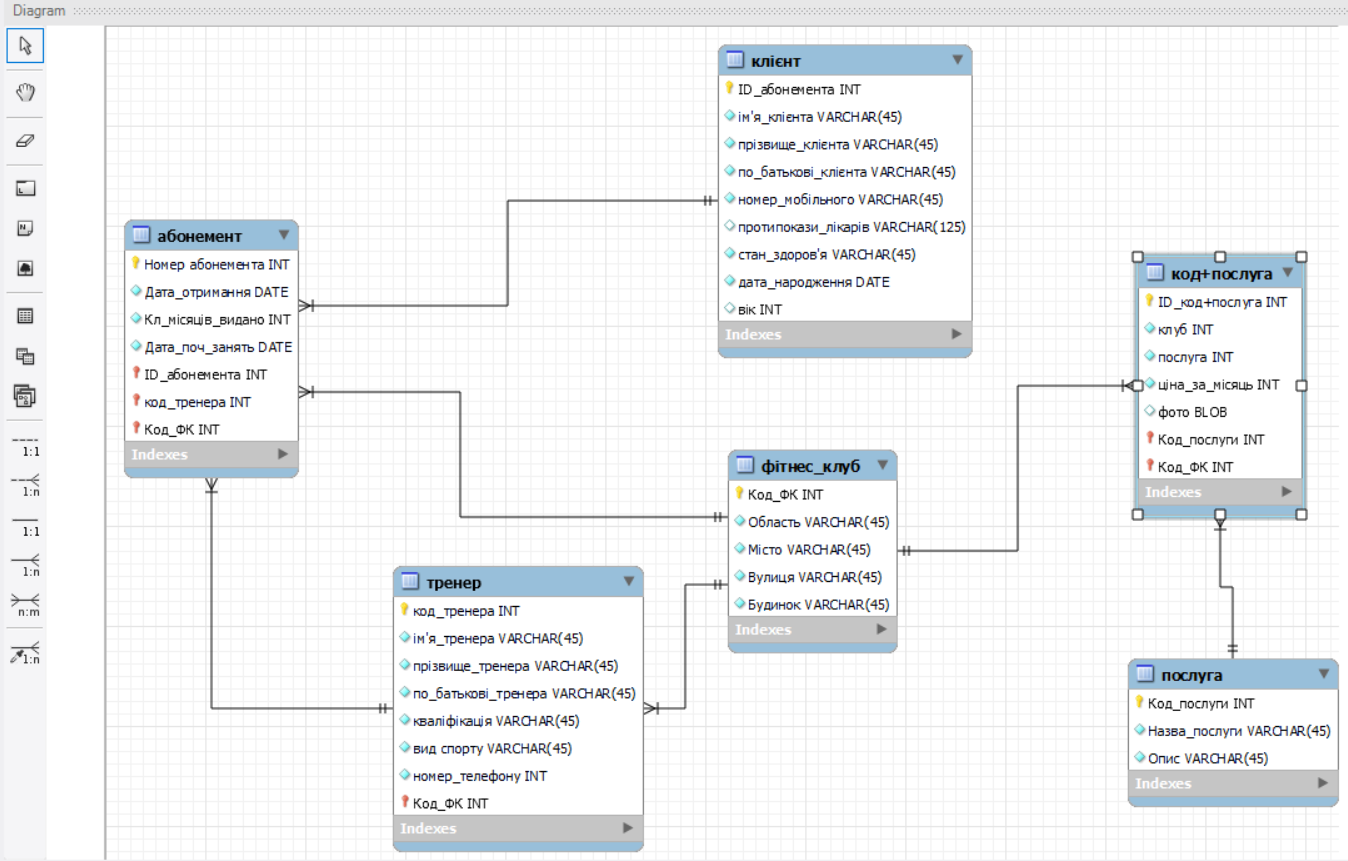 Diagram
клієнт
ID_абонемента INT
ім'я_клієнта VARCHAR(45)
прізвище_клієнта VARCHAR(45)
по_батькові_клієнта VARCHAR(45)
номер_мобільного VARCHAR(45)
протипокази_лікарів VARCHAR(125)
стан_здоров'я VARCHAR(45)
дата_народження DATE
вік INT
Indexes
абонемент
Номер абонемента INT
Дата_отримання DATE
Кл_місяців_видано INT
Дата_поч_занять DATE
ID_абонемента INT
код_тренера INT
Код_ФК INT
Indexes
код+послуга
ID_код+послуга INT
клуб INT
послуга INT
ціна_за_місяць INT
фото BLOB
Код_послуги INT
Код_ФК INT
Indexes
фітнес_клуб
Код_ФК INT
Область VARCHAR(45)
Місто VARCHAR(45)
Вулиця VARCHAR(45)
Будинок VARCHAR(45)
Indexes
тренер
код_тренера INT
ім'я_тренера VARCHAR(45)
прізвище_тренера VARCHAR(45)
по_батькові_тренера VARCHAR(45)
кваліфікація VARCHAR(45)
вид спорту VARCHAR(45)
номер_телефону INT
Код_ФК INT
Indexes
послуга
Код_послуги INT
Назва_послуги VARCHAR(45)
Опис VARCHAR(45)
Indexes
1:1
1:n
1:1
1:n
n:m
1:n